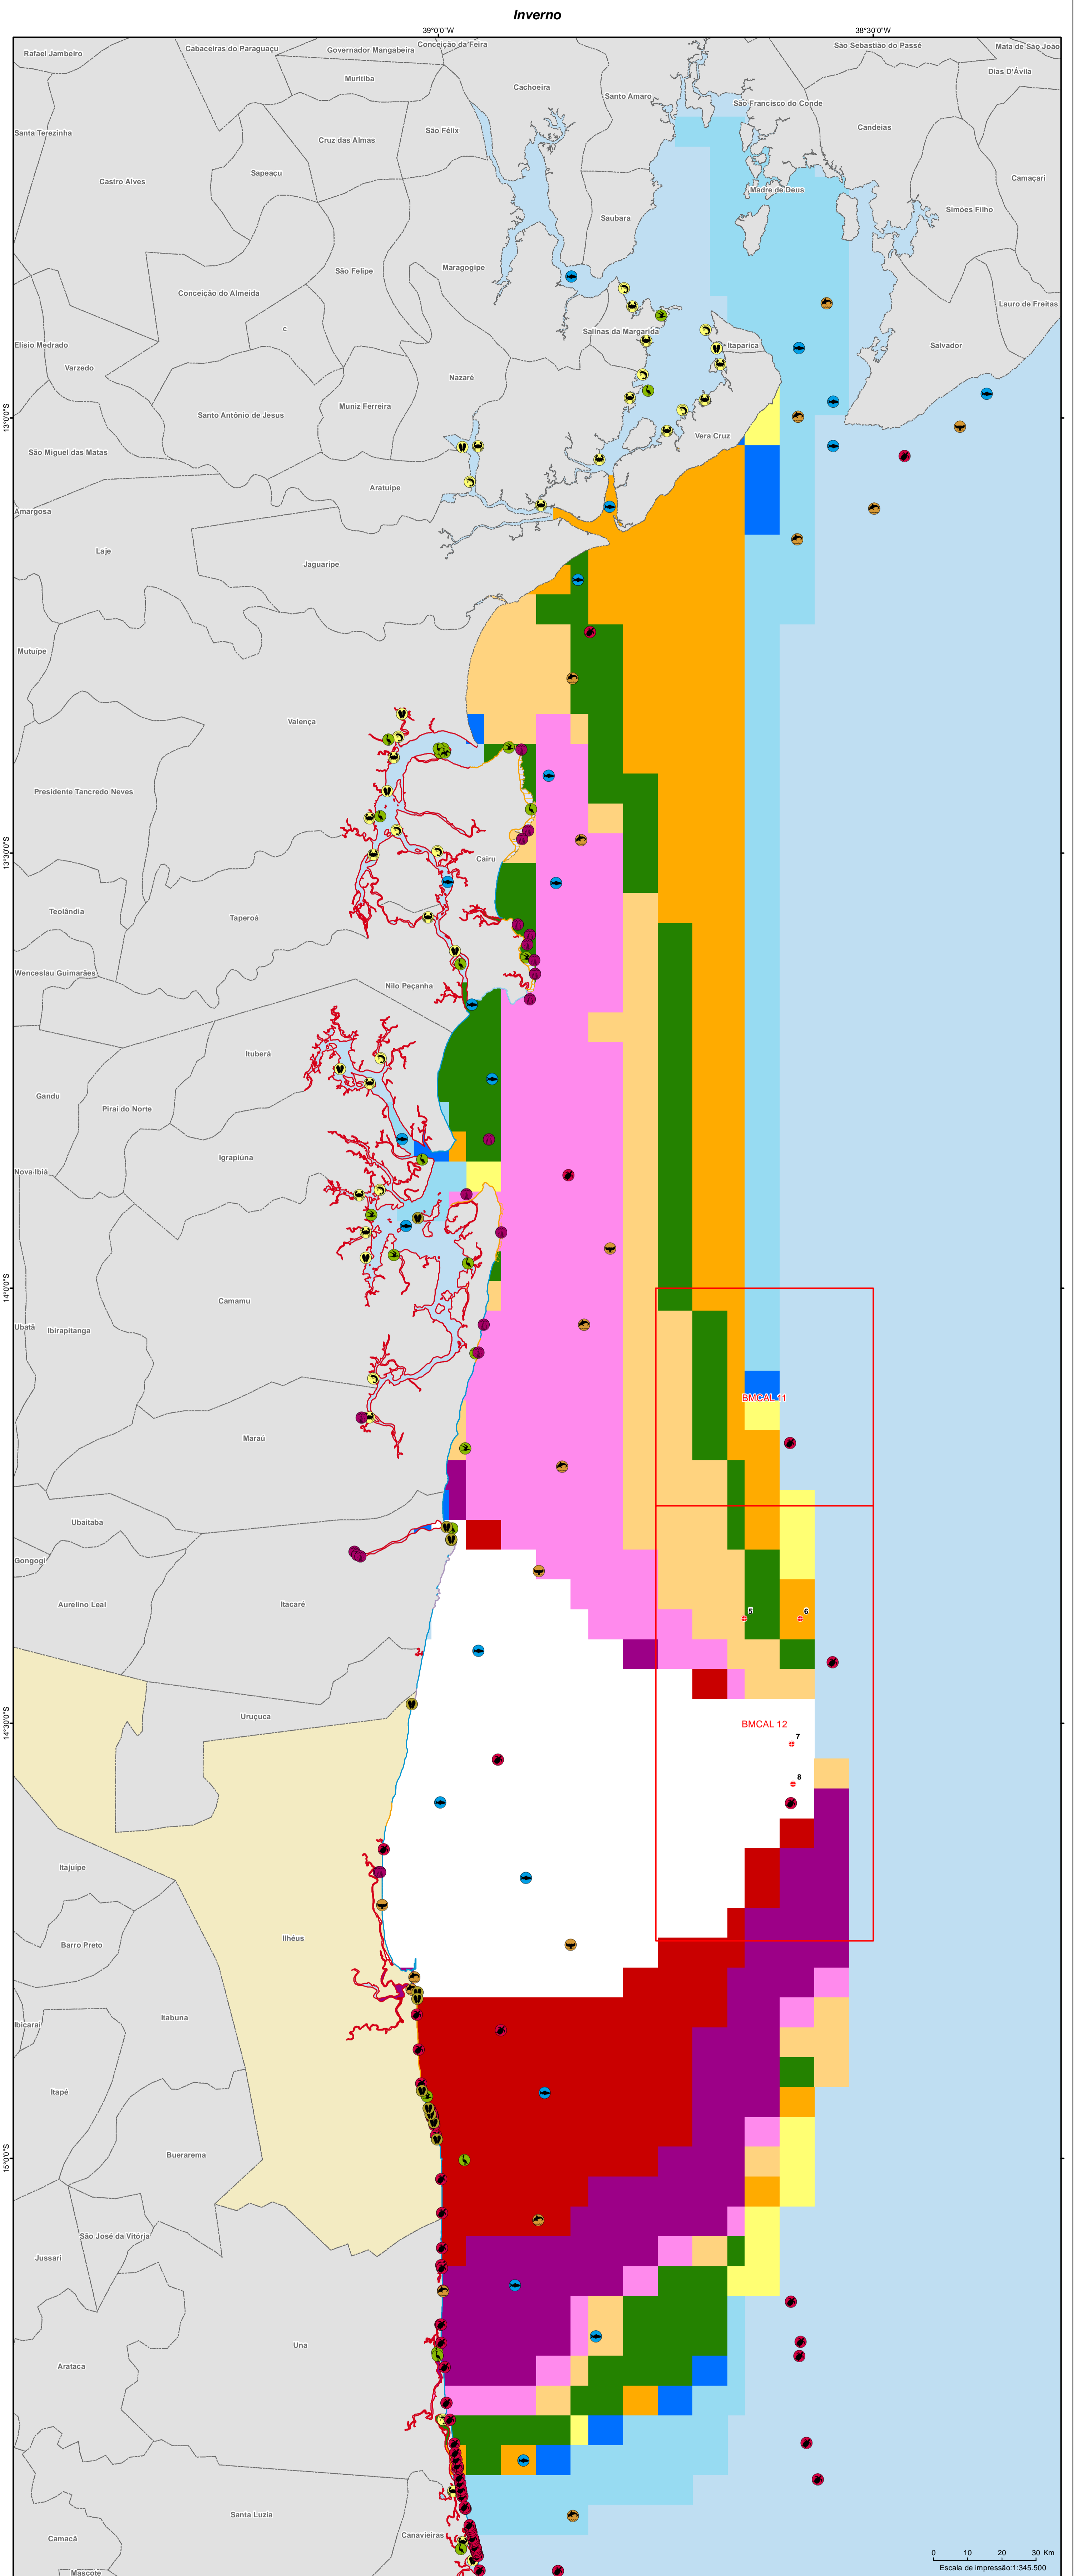 Inverno
39°0'0"W
38°30'0"W
Rafael Jambeiro
Cabaceiras do Paraguaçu
Governador Mangabeira
Conceição da Feira
São Sebastião do Passé
Mata de São João
Muritiba
Cachoeira
Santo Amaro
Dias D'Ávila
São Francisco do Conde
Santa Terezinha
Cruz das Almas
São Félix
Candeias
Castro Alves
Sapeaçu
Camaçari
Madre de Deus
Saubara
Simões Filho
São Felipe
Maragogipe
Conceição do Almeida
Lauro de Freitas
c
Salinas da Margarida
Elísio Medrado
Itaparica
Salvador
Varzedo
Nazaré
Muniz Ferreira
Santo Antônio de Jesus
13°0'0"S
Vera Cruz
São Miguel das Matas
Aratuípe
Amargosa
Laje
Jaguaripe
Mutuípe
Valença
Presidente Tancredo Neves
13°30'0"S
Cairu
Teolândia
Taperoá
Wenceslau Guimarães
Nilo Peçanha
Ituberá
Gandu
Piraí do Norte
Igrapiúna
Nova Ibiá
14°0'0"S
Camamu
Ubatã
Ibirapitanga
BMCAL 11
Maraú
Ubaitaba
Gongogi
Aurelino Leal
Itacaré
5
6
Uruçuca
14°30'0"S
BMCAL 12
7
8
Itajuípe
Ilhéus
Barro Preto
Itabuna
Ibicaraí
Itapé
Buerarema
15°0'0"S
São José da Vitória
Jussari
Una
Arataca
Santa Luzia
Canavieiras
Camacã
Mascote
0 10 20 30 Km
Escala de impressão:1:345.500